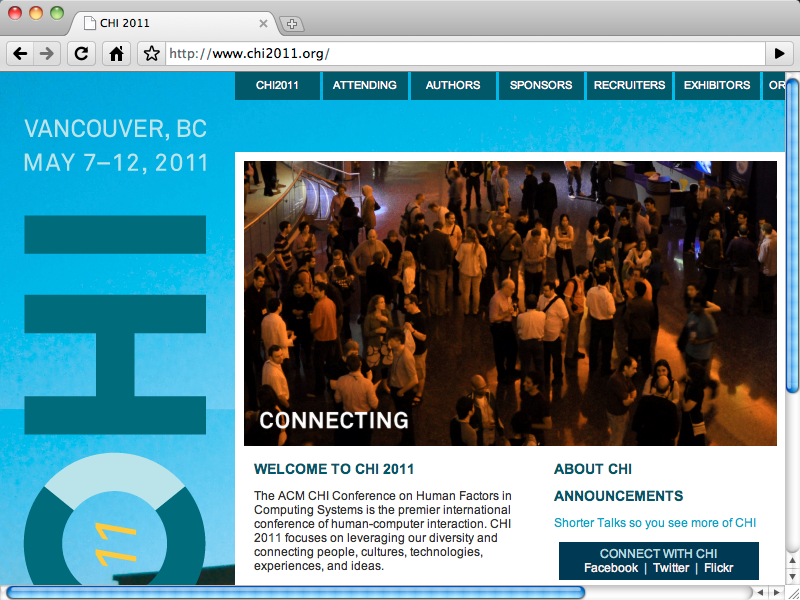 CHI 2011
http://www.chi2011.org/
CHI2011 ATTENDING AUTHORS SPONSORS RECRUITERS EXHIBITORS OR
VANCOUVER, BC
MAY 7–12, 2011
CHI
11
CONNECTING
WELCOME TO CHI 2011
The ACM CHI Conference on Human Factors in
Computing Systems is the premier international
conference of human-computer interaction. CHI
2011 focuses on leveraging our diversity and
connecting people, cultures, technologies,
experiences, and ideas.
ABOUT CHI
ANNOUNCEMENTS
Shorter Talks so you see more of CHI
CONNECT WITH CHI
Facebook | Twitter | Flickr